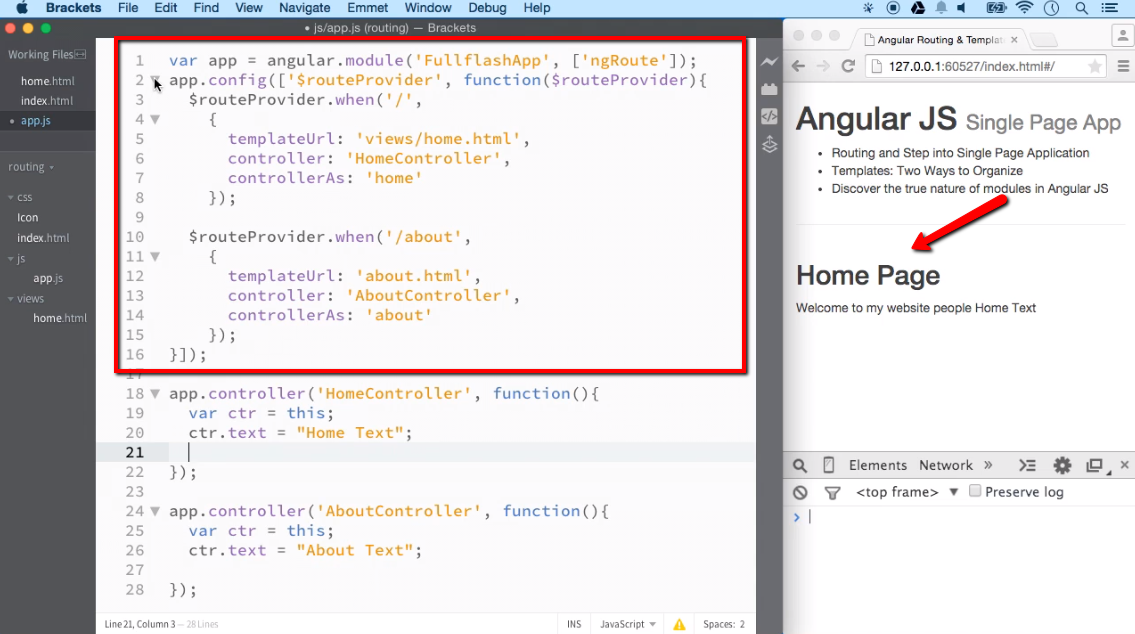 Brackets File Edit Find View Navigate Emmet Window Debug Help
• js/app.js (routing) — Brackets
Working Files
home.html
index.html
• app.js
routing
css
Icon
index.html
js
app.js
views
home.html
1 var app = angular.module('FullflashApp', ['ngRoute']);
2 app.config(['$routeProvider', function($routeProvider){
3 $routeProvider.when('/',
4 {
5 templateUrl: 'views/home.html',
6 controller: 'HomeController',
7 controllerAs: 'home'
8 });
9
10 $routeProvider.when('/about',
11 {
12 templateUrl: 'about.html',
13 controller: 'AboutController',
14 controllerAs: 'about'
15 });
16 }]);
17
18 app.controller('HomeController', function(){
19 var ctr = this;
20 ctr.text = "Home Text";
21
22 });
23
24 app.controller('AboutController', function(){
25 var ctr = this;
26 ctr.text = "About Text";
27
28 });
Line 21, Column 3 — 28 Lines
INS JavaScript Spaces: 2
Angular Routing & Templat
127.0.0.1:60527/index.html#/
Angular JS Single Page App
• Routing and Step into Single Page Application
• Templates: Two Ways to Organize
• Discover the true nature of modules in Angular JS
Home Page
Welcome to my website people Home Text
Elements Network »
<top frame> Preserve log